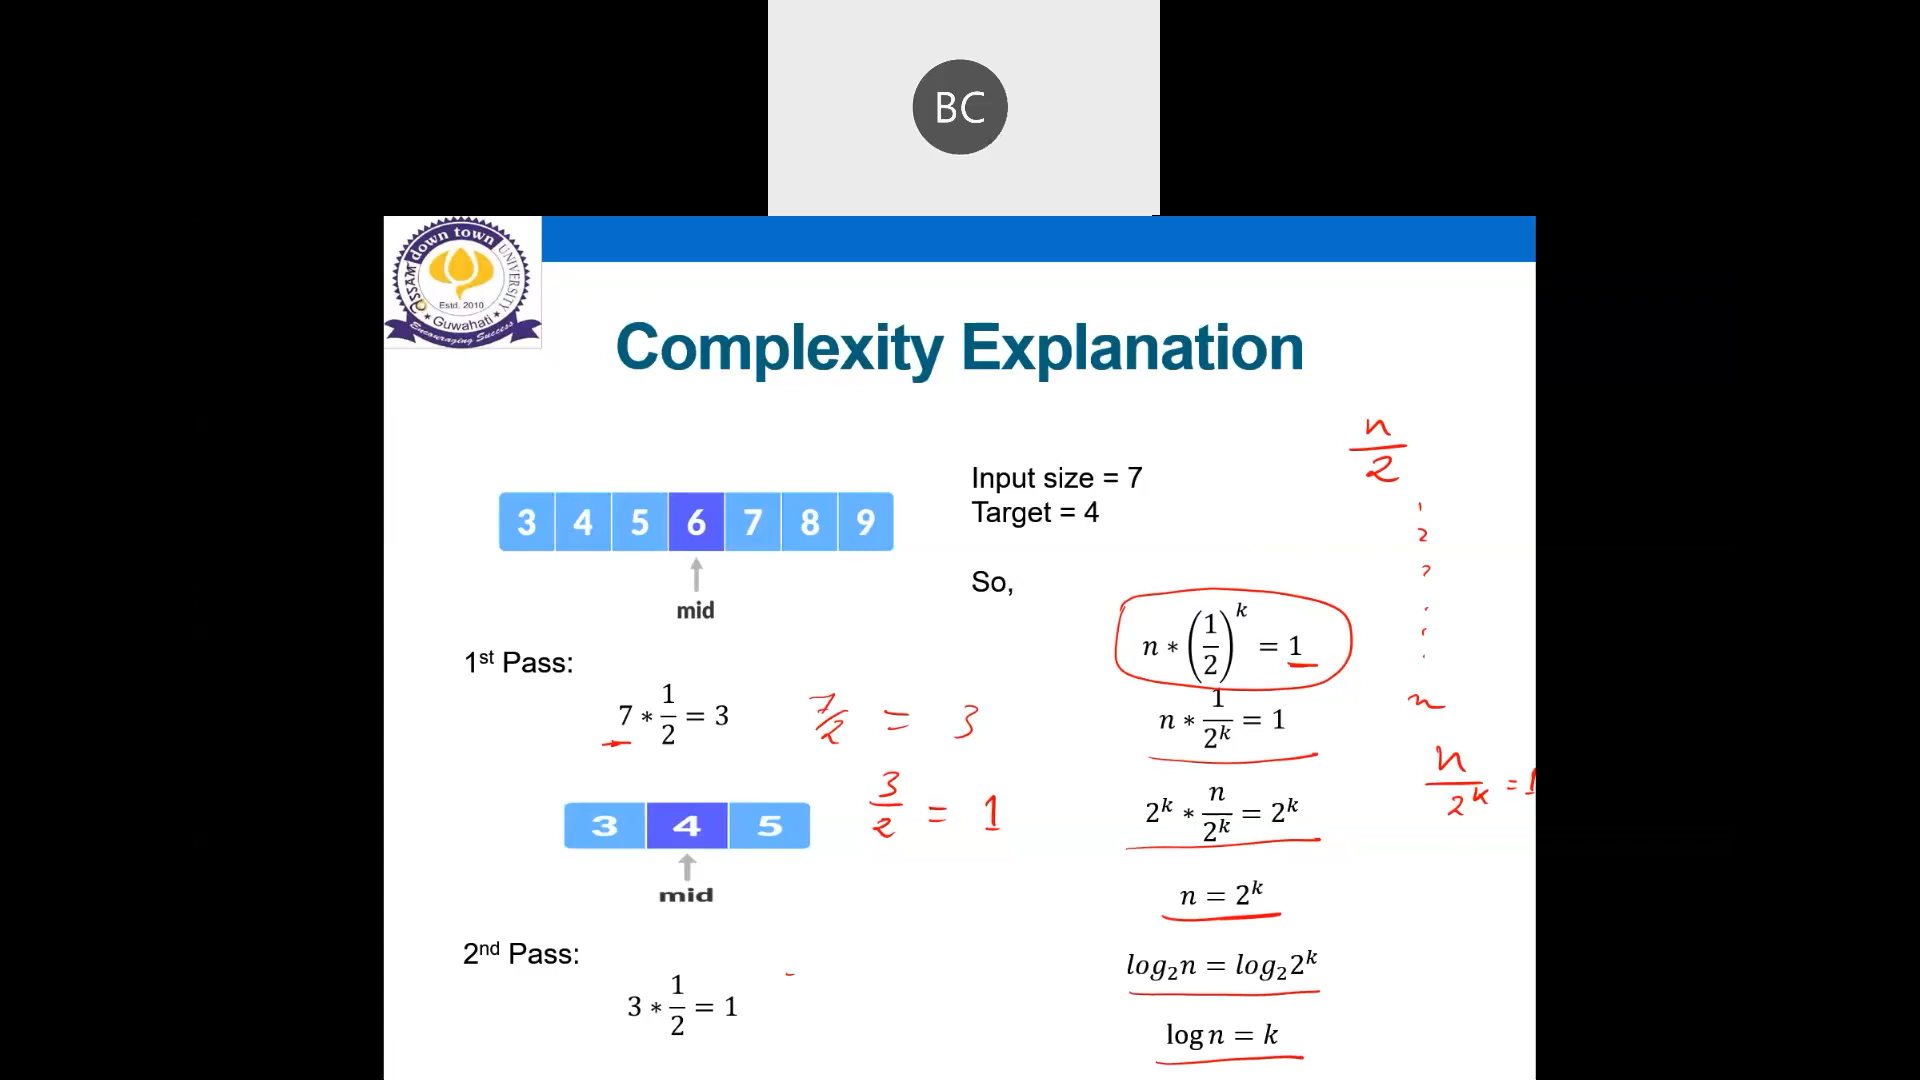 BC
assam down town UNIVERSITY
Estd. 2010
Guwahati
Encouraging Success
Complexity Explanation
3 4 5 6 7 8 9
mid
Input size = 7
Target = 4
So,
n/2
1
2
n * (1/2)^k = 1
1st Pass:
7 * 1/2 = 3
7/2 = 3
n * 1/2^k = 1
n
n/2^k = 1
3/2 = 1
2^k * n/2^k = 2^k
3 4 5
mid
n = 2^k
2nd Pass:
3 * 1/2 = 1
log₂n = log₂2^k
log n = k